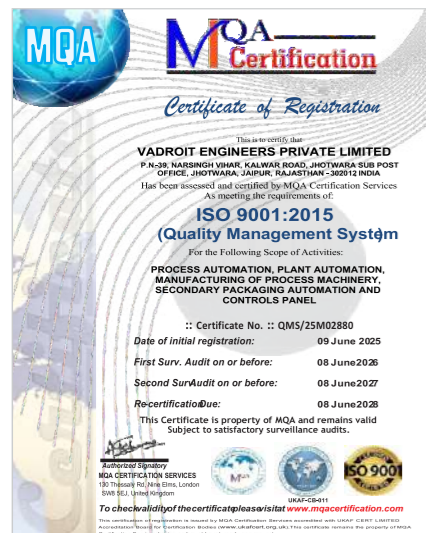 MQA
MQA
Certification
Certificate of Registration
This is to certify that
VADROIT ENGINEERS PRIVATE LIMITED
P.N-39, NARSINGH VIHAR, KALWAR ROAD, JHOTWARA SUB POST
OFFICE, JHOTWARA, JAIPUR, RAJASTHAN - 302012 INDIA
Has been assessed and certified by MQA Certification Services
As meeting the requirements of:
ISO 9001:2015
(Quality Management System)
For the Following Scope of Activities:
PROCESS AUTOMATION, PLANT AUTOMATION,
MANUFACTURING OF PROCESS MACHINERY,
SECONDARY PACKAGING AUTOMATION AND
CONTROLS PANEL
:: Certificate No. :: QMS/25M02880
Date of initial registration: 09 June 2025
First Surv. Audit on or before: 08 June2026
Second Surv Audit on or before: 08 June2027
Re-certification Due: 08 June2028
This Certificate is property of MQA and remains valid
Subject to satisfactory surveillance audits.
Authorized Signatory
MQA CERTIFICATION SERVICES
130 Thessaly Rd, Nine Elms, London
SW8 5EJ, United Kingdom
ISO 9001
UKAF-CB-011
To check validity of the certificate please visit at www.mqacertification.com
This certification of registration is issued by MQA Certification Services accredited with UKAF CERT LIMITED
Accreditation Board for Certification Bodies (www.ukafcert.org.uk).This certificate remains the property of MQA